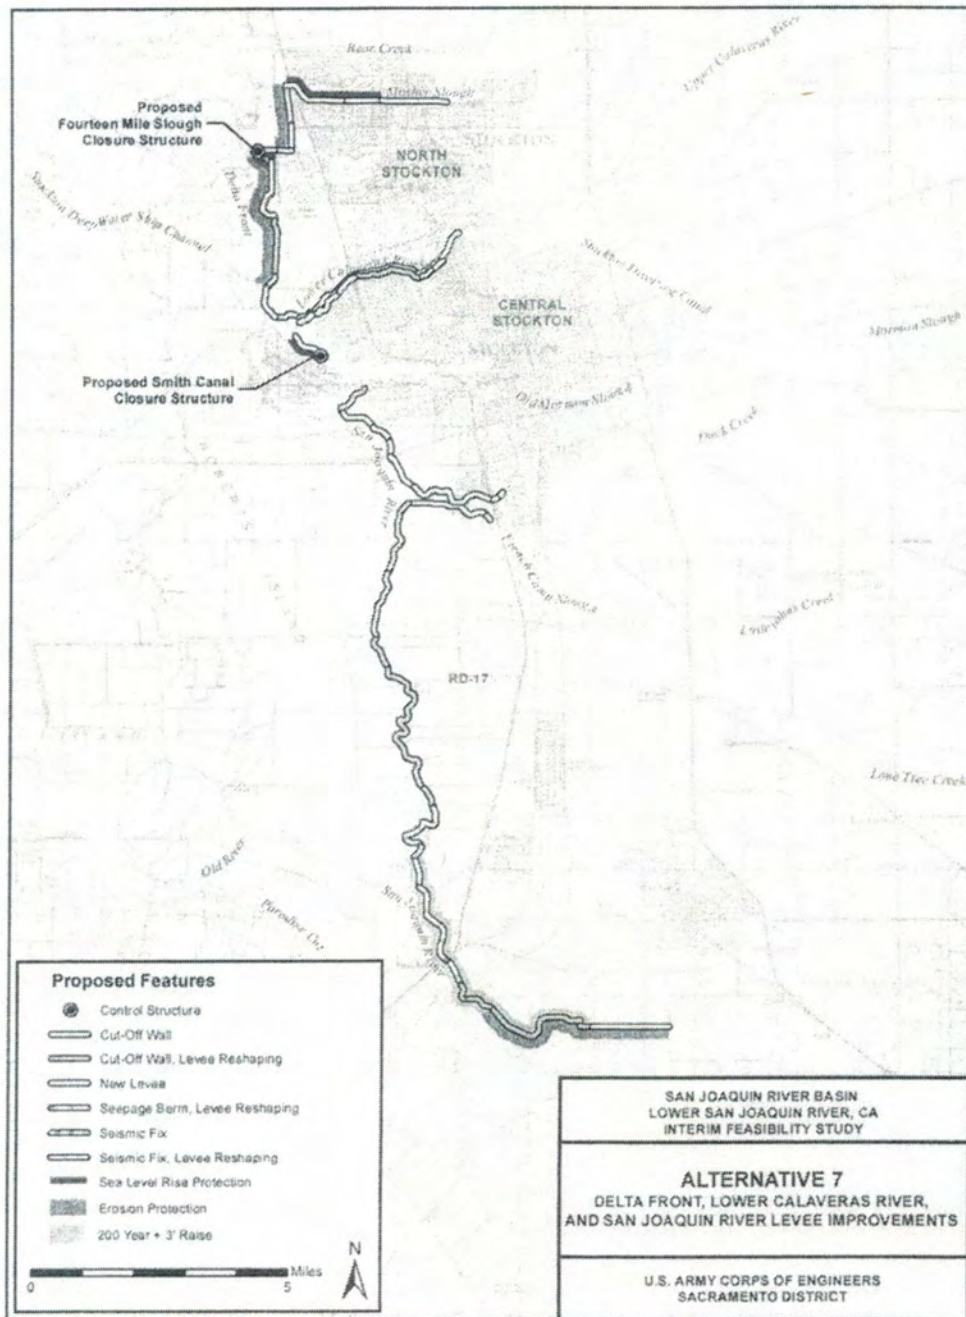 Bear Creek
Upper Calaveras River
Mosher Slough
Proposed
Fourteen Mile Slough
Closure Structure
STOCKTON
NORTH
STOCKTON
Delta Front
Stockton Deep Water Ship Channel
Lower Calaveras River
Stockton Diverting Canal
CENTRAL
STOCKTON
Mormon Slough
STOCKTON
Proposed Smith Canal
Closure Structure
Old Mormon Slough
Duck Creek
San Joaquin River
French Camp Slough
Littlejohns Creek
RD-17
Lone Tree Creek
Old River
Paradise Cut
San Joaquin River
Proposed Features
Control Structure
Cut-Off Wall
Cut-Off Wall, Levee Reshaping
New Levee
Seepage Berm, Levee Reshaping
Seismic Fix
Seismic Fix, Levee Reshaping
Sea Level Rise Protection
Erosion Protection
200 Year + 3' Raise
N
Miles
0 5
SAN JOAQUIN RIVER BASIN
LOWER SAN JOAQUIN RIVER, CA
INTERIM FEASIBILITY STUDY
ALTERNATIVE 7
DELTA FRONT, LOWER CALAVERAS RIVER,
AND SAN JOAQUIN RIVER LEVEE IMPROVEMENTS
U.S. ARMY CORPS OF ENGINEERS
SACRAMENTO DISTRICT